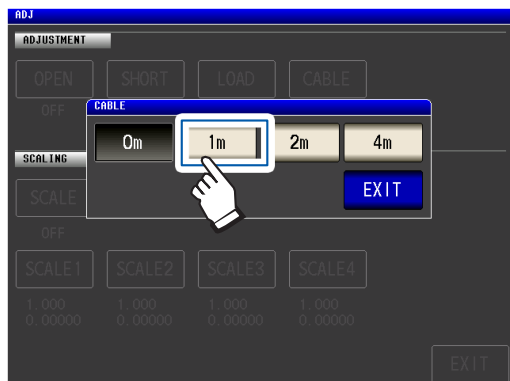 ADJ
ADJUSTMENT
OPEN SHORT LOAD CABLE
OFF
CABLE
0m 1m 2m 4m
EXIT
SCALING
SCALE
OFF
SCALE1 SCALE2 SCALE3 SCALE4
1.000 1.000 1.000 1.000
0.00000 0.00000 0.00000 0.00000
EXIT